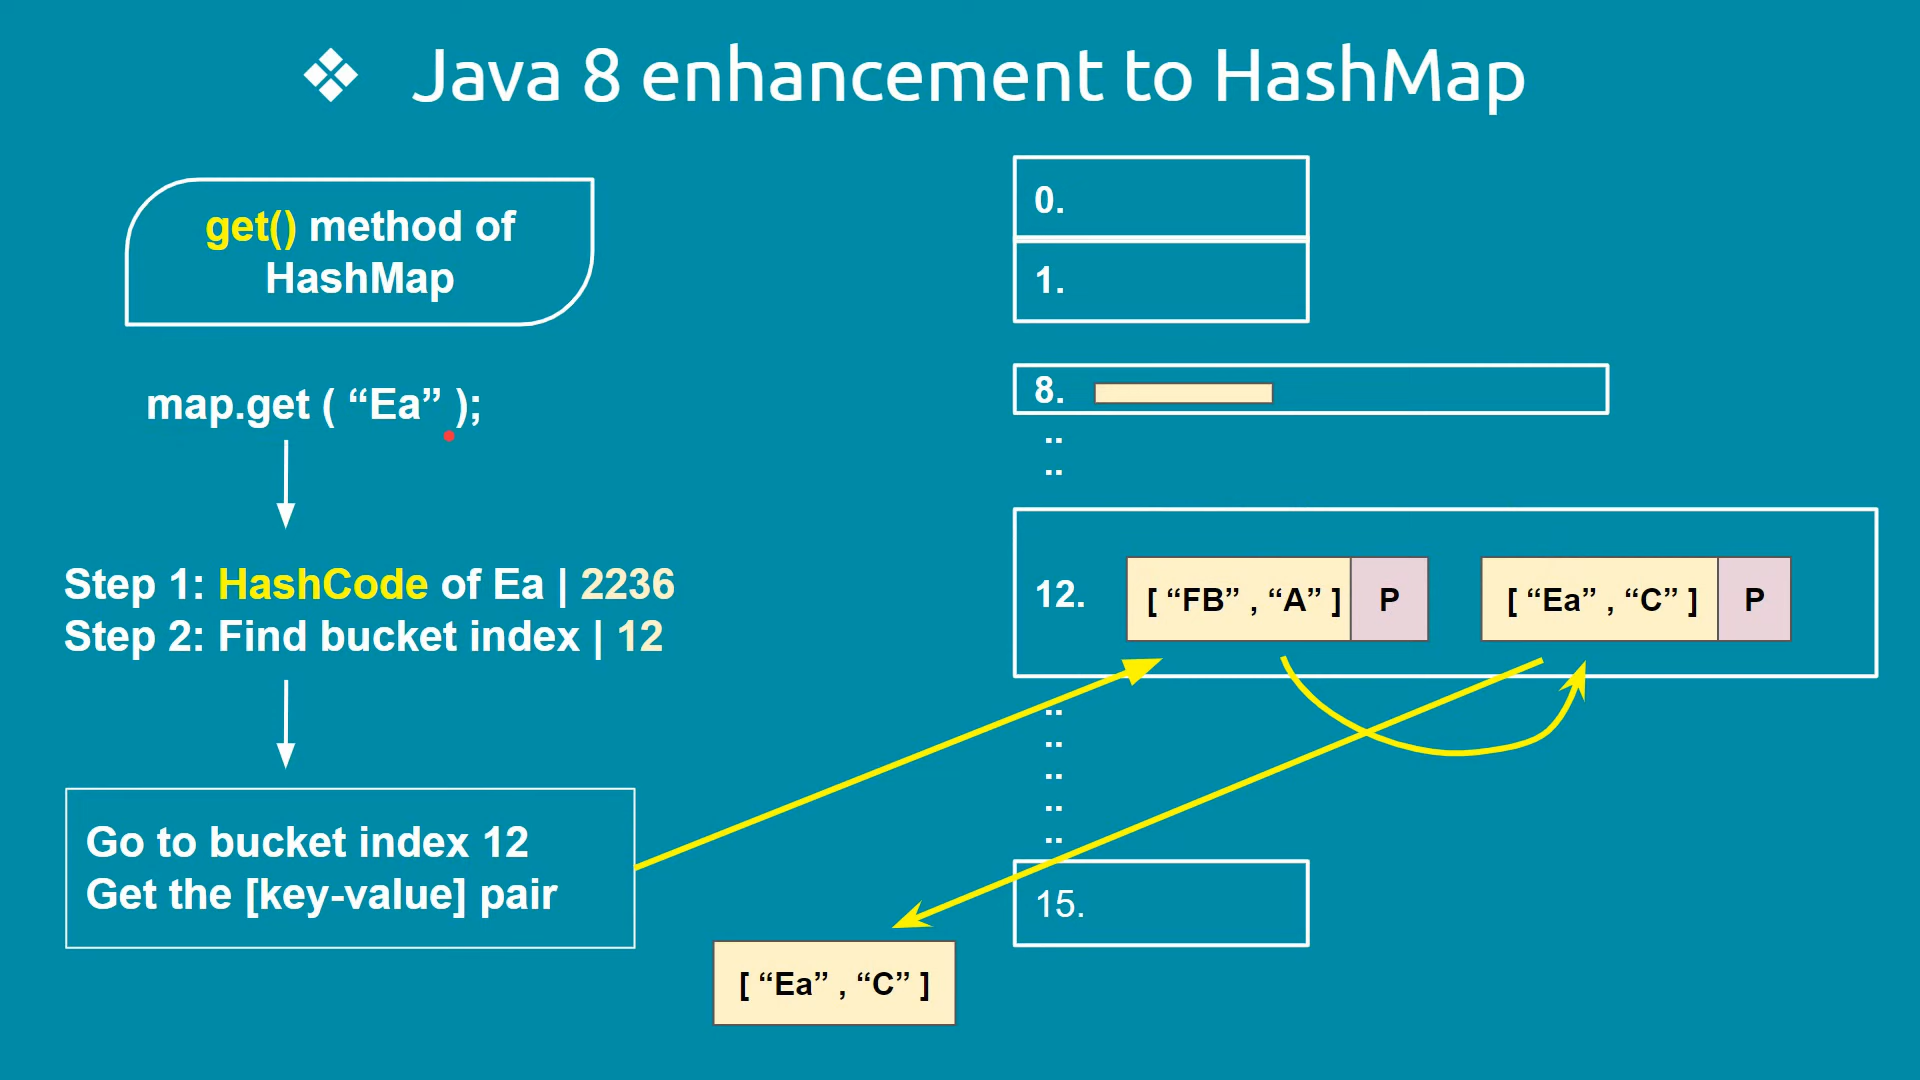 ❖ Java 8 enhancement to HashMap
get() method of
HashMap
map.get ( “Ea” );
Step 1: HashCode of Ea | 2236
Step 2: Find bucket index | 12
Go to bucket index 12
Get the [key-value] pair
[ “Ea” , “C” ]
0.
1.
8.
..
..
12. [ “FB” , “A” ] P [ “Ea” , “C” ] P
..
..
..
..
..
15.